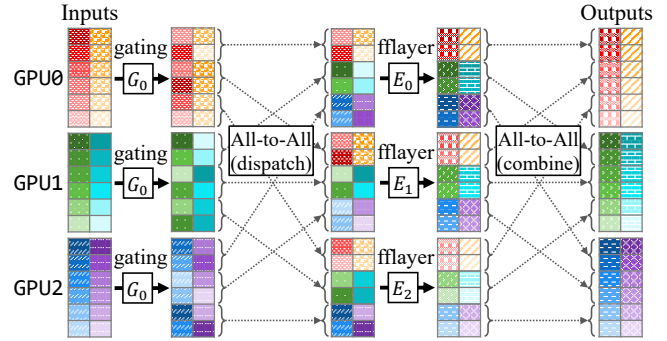 Inputs
Outputs
gating
fflayer
GPU0
G0
E0
All-to-All
(dispatch)
All-to-All
(combine)
gating
fflayer
GPU1
G0
E1
gating
fflayer
GPU2
G0
E2